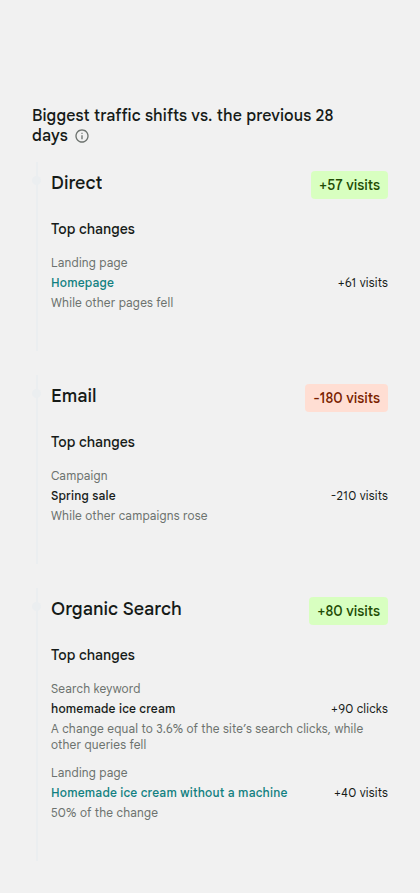 Biggest traffic shifts vs. the previous 28
days
Direct
+57 visits
Top changes
Landing page
Homepage
+61 visits
While other pages fell
Email
-180 visits
Top changes
Campaign
Spring sale
-210 visits
While other campaigns rose
Organic Search
+80 visits
Top changes
Search keyword
homemade ice cream
+90 clicks
A change equal to 3.6% of the site’s search clicks, while
other queries fell
Landing page
Homemade ice cream without a machine
+40 visits
50% of the change